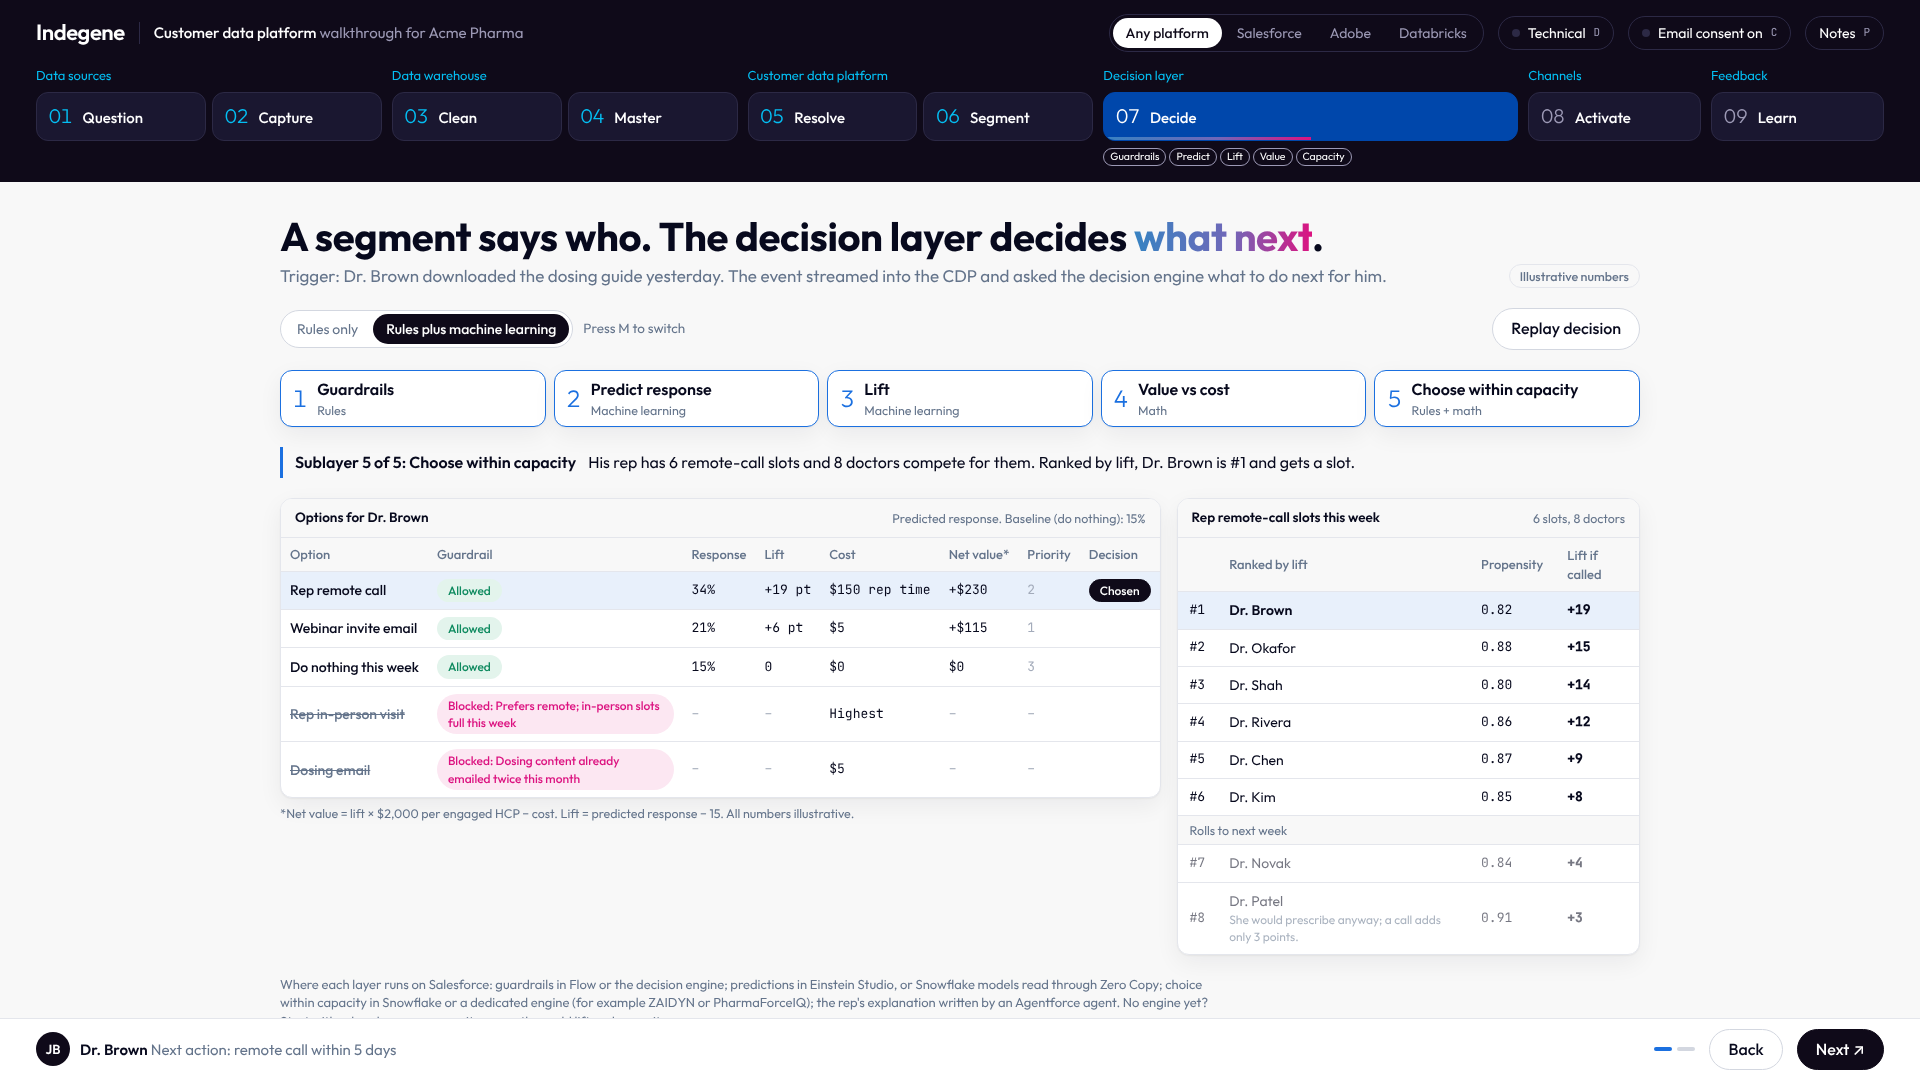 Indegene
Customer data platform walkthrough for Acme Pharma
Any platform
Salesforce
Adobe
Databricks
Technical D
Email consent on C
Notes P
Data sources
Data warehouse
Customer data platform
Decision layer
Channels
Feedback
01 Question
02 Capture
03 Clean
04 Master
05 Resolve
06 Segment
07 Decide
08 Activate
09 Learn
Guardrails
Predict
Lift
Value
Capacity
A segment says who. The decision layer decides what next.
Trigger: Dr. Brown downloaded the dosing guide yesterday. The event streamed into the CDP and asked the decision engine what to do next for him.
Illustrative numbers
Rules only
Rules plus machine learning
Press M to switch
Replay decision
1 Guardrails
Rules
2 Predict response
Machine learning
3 Lift
Machine learning
4 Value vs cost
Math
5 Choose within capacity
Rules + math
Sublayer 5 of 5: Choose within capacity His rep has 6 remote-call slots and 8 doctors compete for them. Ranked by lift, Dr. Brown is #1 and gets a slot.
Options for Dr. Brown
Predicted response. Baseline (do nothing): 15%
Option Guardrail Response Lift Cost Net value* Priority Decision
Rep remote call Allowed 34% +19 pt $150 rep time +$230 2 Chosen
Webinar invite email Allowed 21% +6 pt $5 +$115 1
Do nothing this week Allowed 15% 0 $0 $0 3
Rep in-person visit Blocked: Prefers remote; in-person slots full this week – – Highest – –
Dosing email Blocked: Dosing content already emailed twice this month – – $5 – –
*Net value = lift × $2,000 per engaged HCP − cost. Lift = predicted response − 15. All numbers illustrative.
Rep remote-call slots this week
6 slots, 8 doctors
Ranked by lift Propensity Lift if called
#1 Dr. Brown 0.82 +19
#2 Dr. Okafor 0.88 +15
#3 Dr. Shah 0.80 +14
#4 Dr. Rivera 0.86 +12
#5 Dr. Chen 0.87 +9
#6 Dr. Kim 0.85 +8
Rolls to next week
#7 Dr. Novak 0.84 +4
#8 Dr. Patel 0.91 +3
She would prescribe anyway; a call adds
only 3 points.
Where each layer runs on Salesforce: guardrails in Flow or the decision engine; predictions in Einstein Studio, or Snowflake models read through Zero Copy; choice
within capacity in Snowflake or a dedicated engine (for example ZAIDYN or PharmaForceIQ); the rep's explanation written by an Agentforce agent. No engine yet?
JB
Dr. Brown Next action: remote call within 5 days
Back
Next ↗